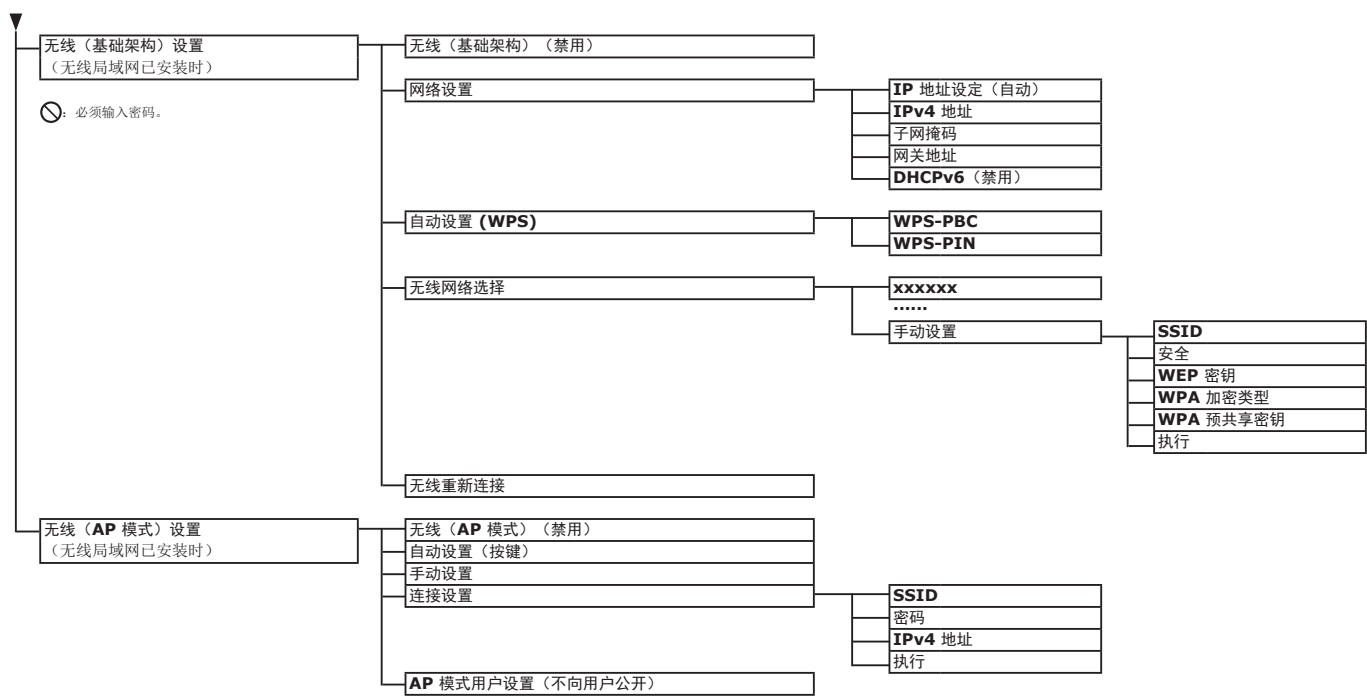 无线（基础架构）设置
（无线局域网已安装时）
：必须输入密码。
无线（基础架构）（禁用）
网络设置
IP 地址设定（自动）
IPv4 地址
子网掩码
网关地址
DHCPv6（禁用）
自动设置 (WPS)
WPS-PBC
WPS-PIN
无线网络选择
xxxxxx
······
手动设置
SSID
安全
WEP 密钥
WPA 加密类型
WPA 预共享密钥
执行
无线重新连接
无线（AP 模式）设置
（无线局域网已安装时）
无线（AP 模式）（禁用）
自动设置（按键）
手动设置
连接设置
SSID
密码
IPv4 地址
执行
AP 模式用户设置（不向用户公开）